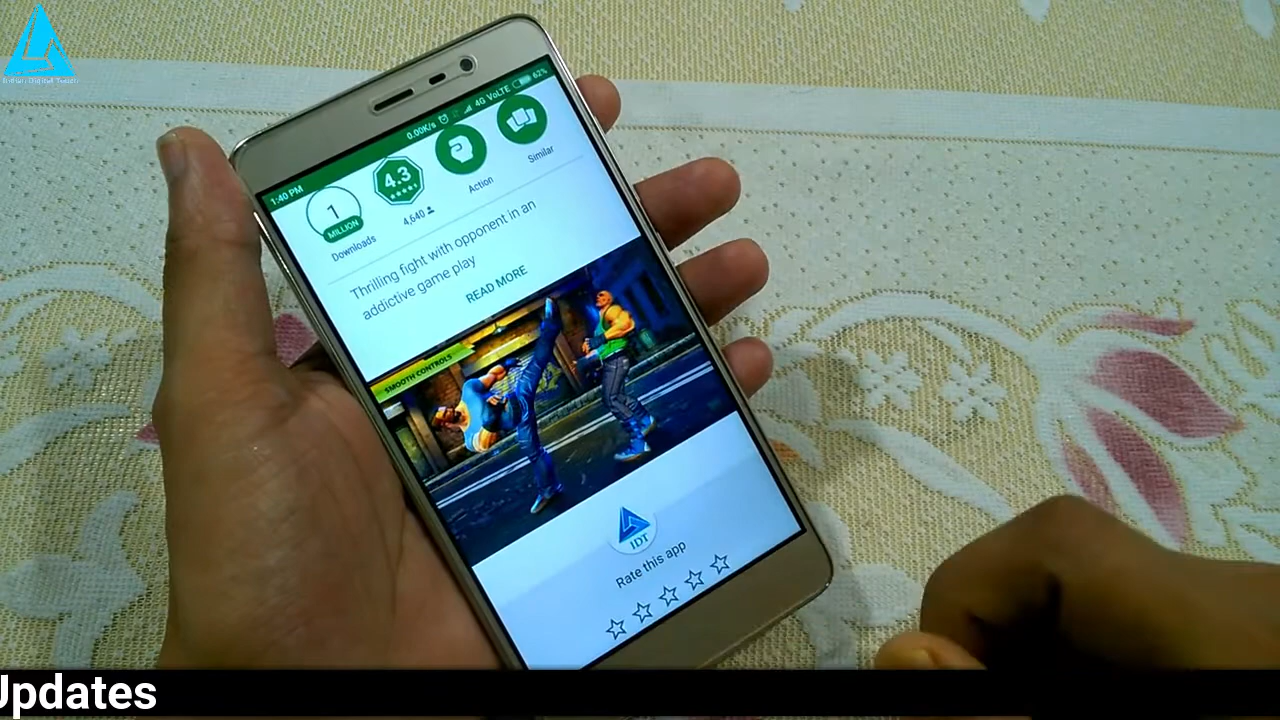 1:40 PM
0.00K/s
4G VoLTE
62%
1
MILLION
Downloads
4.3
4,640
Action
Similar
Thrilling fight with opponent in an
addictive game play
READ MORE
SMOOTH CONTROLS
IDT
Rate this app
Updates